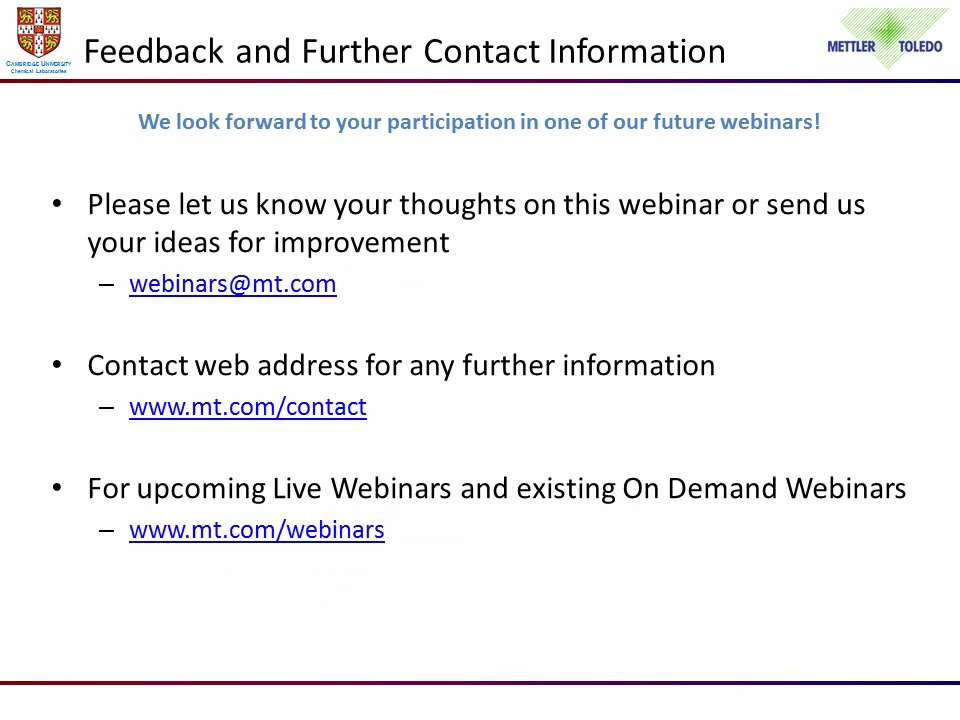 CAMBRIDGE UNIVERSITY
Chemical Laboratories
Feedback and Further Contact Information
METTLER TOLEDO
We look forward to your participation in one of our future webinars!
• Please let us know your thoughts on this webinar or send us
your ideas for improvement
– webinars@mt.com
• Contact web address for any further information
– www.mt.com/contact
• For upcoming Live Webinars and existing On Demand Webinars
– www.mt.com/webinars